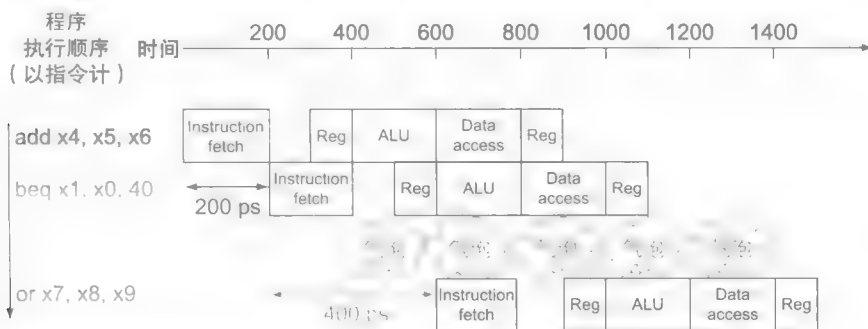 程序
执行顺序
(以指令计)
时间
200 400 600 800 1000 1200 1400
add x4, x5, x6
Instruction fetch
Reg
ALU
Data access
Reg
beq x1, x0, 40
200 ps
Instruction fetch
Reg
ALU
Data access
Reg
or x7, x8, x9
400 ps
Instruction fetch
Reg
ALU
Data access
Reg